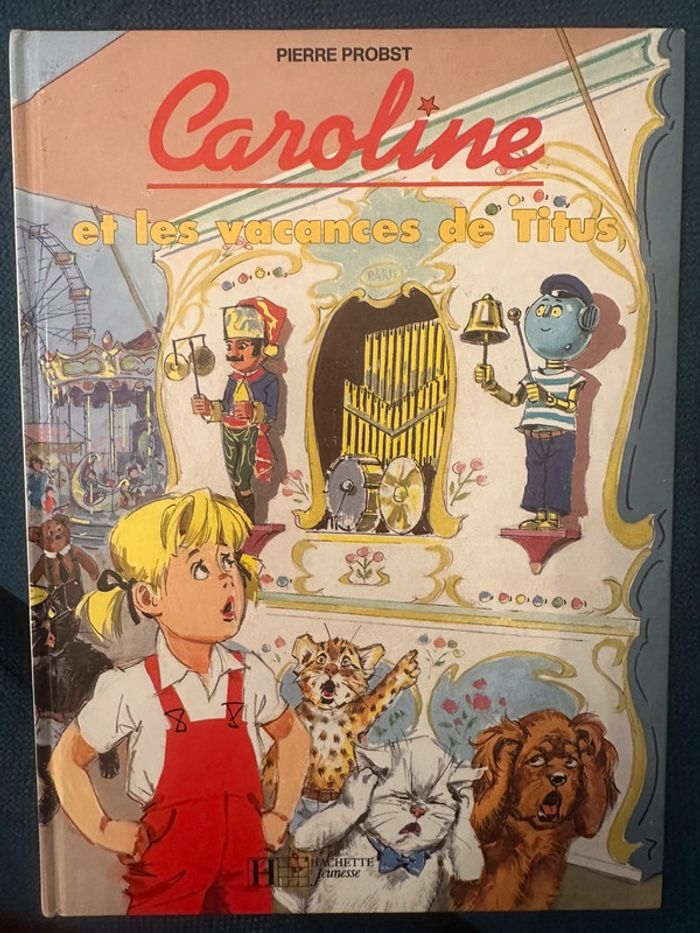 PIERRE PROBST
Caroline
et les vacances de Titus
PARIS
H HACHETTE
Jeunesse